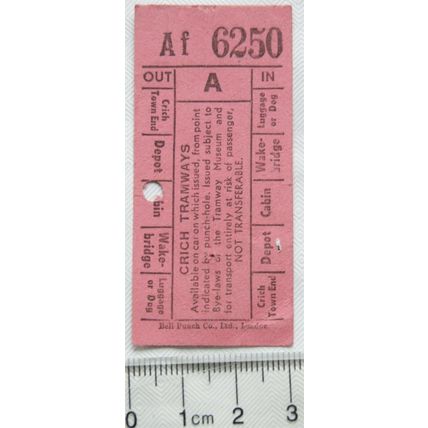 Af 6250
OUT
A
IN
Crich
Town End
Depot
Cabin
Wake-
bridge
Luggage
or Dog
CRICH TRAMWAYS
Available on car on which issued, from point
indicated by punch-hole. Issued subject to
Bye-laws of the Tramway Museum and
for transport entirely at risk of passenger,
NOT TRANSFERABLE.
Luggage
or Dog
Wake-
bridge
Cabin
Depot
Crich
Town End
Bell Punch Co., Ltd., London.
0 1cm 2 3